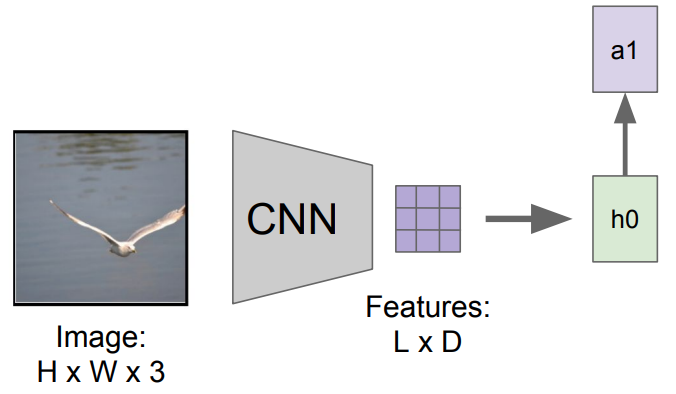 a1
h0
CNN
Features:
L x D
Image:
H x W x 3